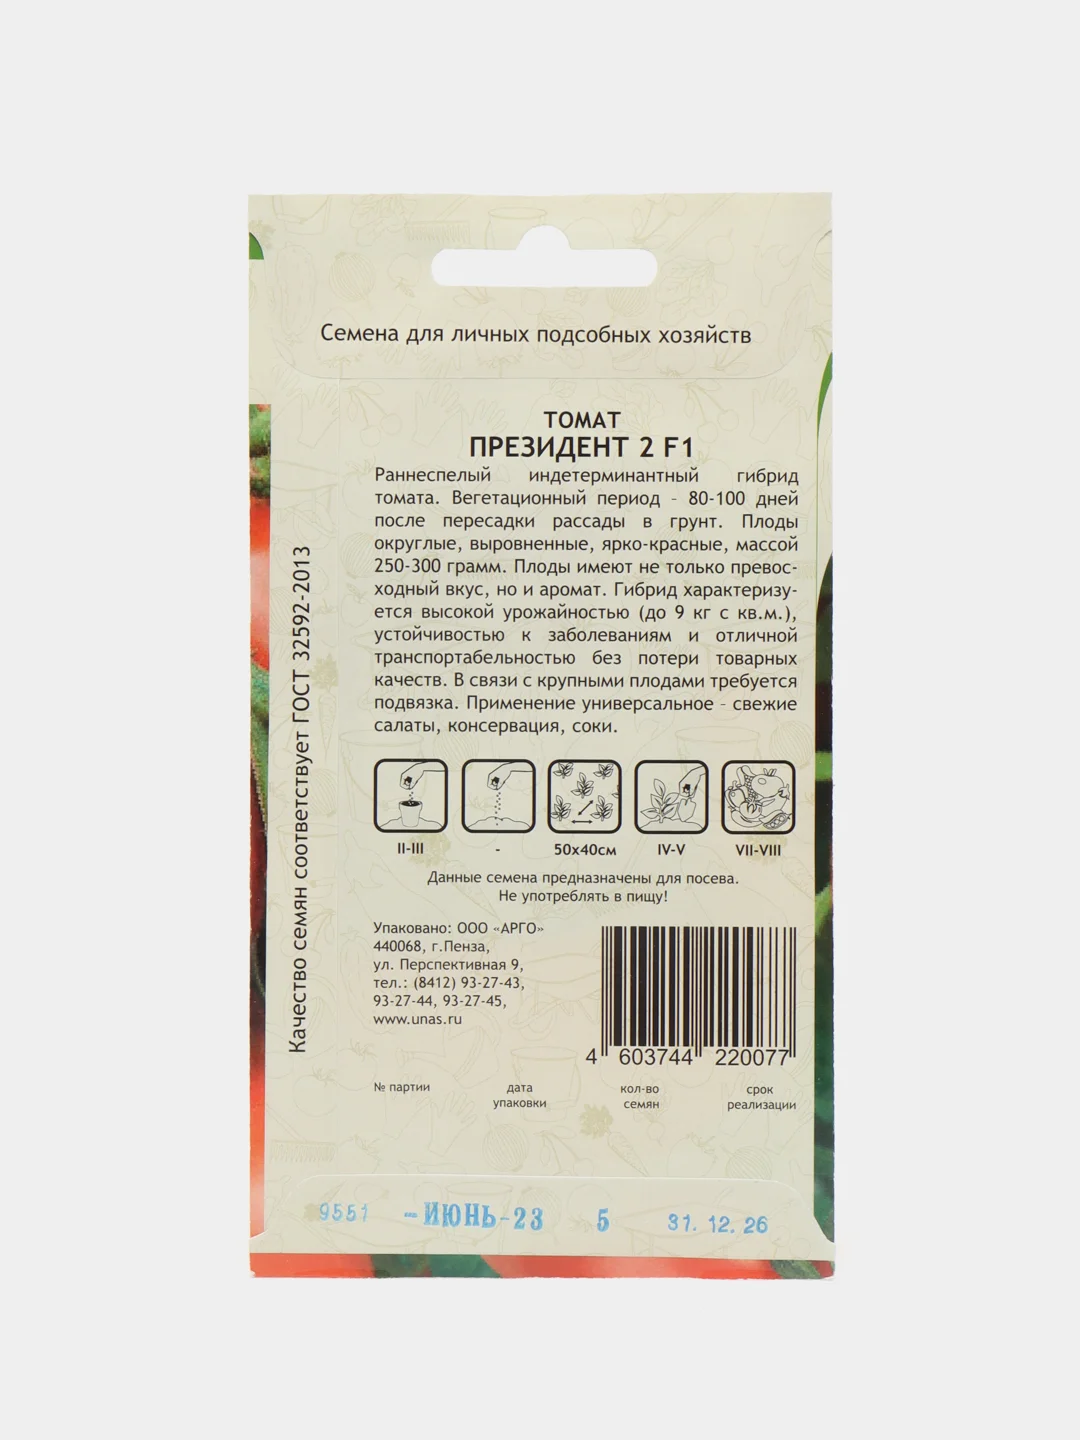 Семена для личных подсобных хозяйств
ТОМАТ
ПРЕЗИДЕНТ 2 F1
Раннеспелый индетерминантный гибрид
томата. Вегетационный период - 80-100 дней
после пересадки рассады в грунт. Плоды
округлые, выровненные, ярко-красные, массой
250-300 грамм. Плоды имеют не только превос-
ходный вкус, но и аромат. Гибрид характеризу-
ется высокой урожайностью (до 9 кг с кв.м.),
устойчивостью к заболеваниям и отличной
транспортабельностью без потери товарных
качеств. В связи с крупными плодами требуется
подвязка. Применение универсальное - свежие
салаты, консервация, соки.
Качество семян соответствует ГОСТ 32592-2013
II-III - 50x40см IV-V VII-VIII
Данные семена предназначены для посева.
Не употреблять в пищу!
Упаковано: ООО «АРГО»
440068, г.Пенза,
ул. Перспективная 9,
тел.: (8412) 93-27-43,
93-27-44, 93-27-45,
www.unas.ru
4 603744 220077
№ партии
дата
упаковки
кол-во
семян
срок
реализации
9551 -ИЮНЬ-23 5 31.12.26